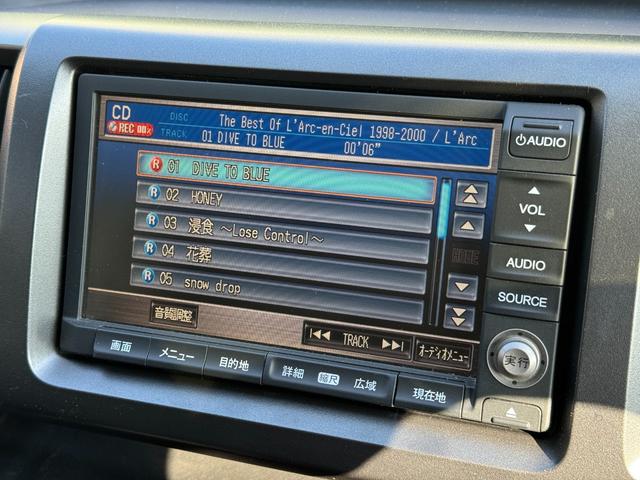 CD
DISC The Best Of L'Arc-en-Ciel 1998-2000 / L'Arc
REC 00x
TRACK 01 DIVE TO BLUE 00'06"
R 01 DIVE TO BLUE
R 02 HONEY
R 03 浸食 ～Lose Control～
R 04 花葬
R 05 snow drop
MODE
音質調整
TRACK
オーディオメニュー
画面
メニュー
目的地
詳細
縮尺
広域
現在地
AUDIO
VOL
AUDIO
SOURCE
実行